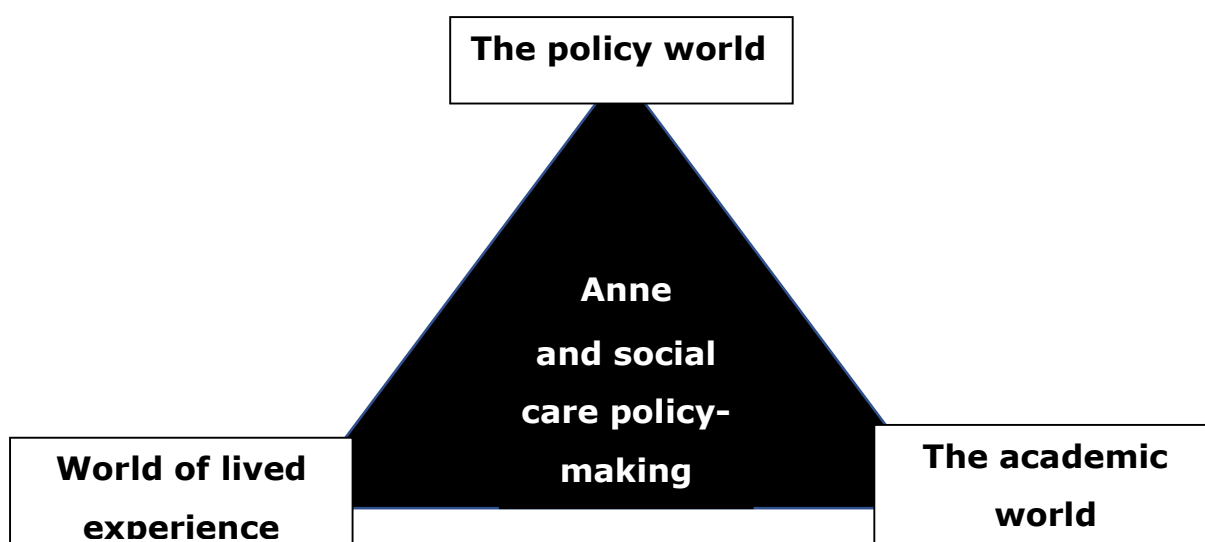 The policy world
Anne
and social
care policy-
making
World of lived
experience
The academic
world